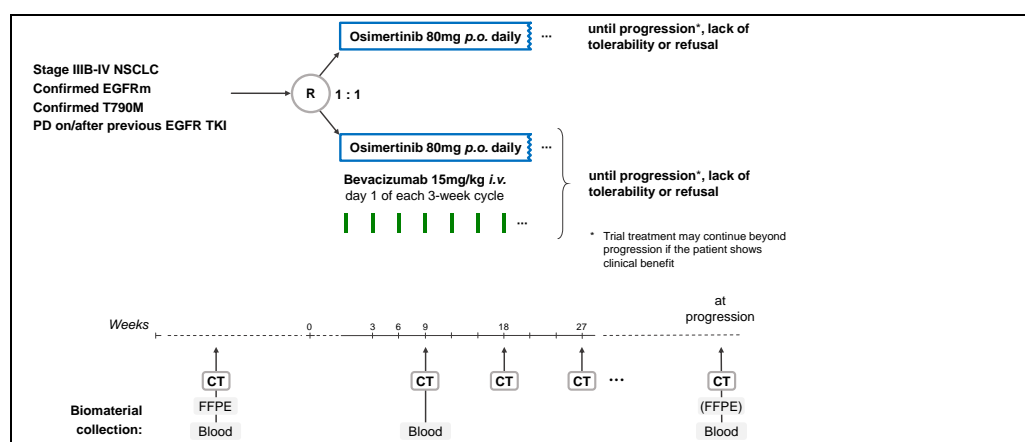 Osimertinib 80mg p.o. daily ...
until progression*, lack of
tolerability or refusal
Stage IIIB-IV NSCLC
Confirmed EGFRm
Confirmed T790M
PD on/after previous EGFR TKI
R
1 : 1
Osimertinib 80mg p.o. daily ...
Bevacizumab 15mg/kg i.v.
day 1 of each 3-week cycle
...
until progression*, lack of
tolerability or refusal
* Trial treatment may continue beyond
progression if the patient shows
clinical benefit
at
progression
Weeks
0 3 6 9 18 27
CT CT CT CT ... CT
FFPE (FFPE)
Biomaterial
collection:
Blood Blood Blood